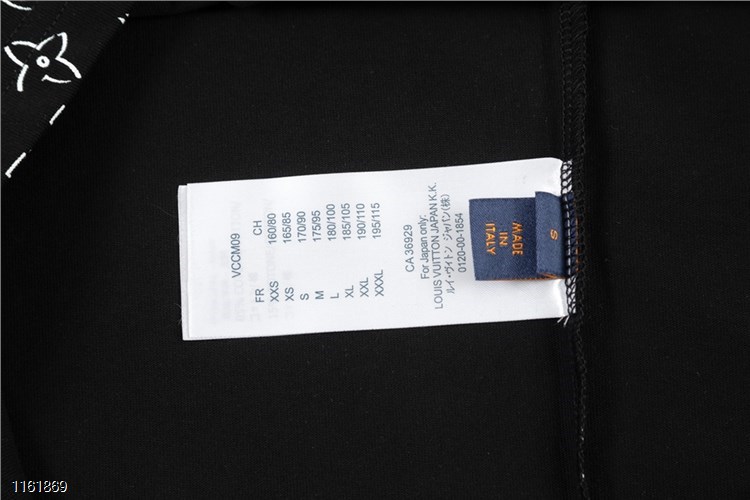 VCCM09
FR CH
XXS 160/80
XS 165/85
S 170/90
M 175/95
L 180/100
XL 185/105
XXL 190/110
XXXL 195/115
CA 36929
For Japan only:
LOUIS VUITTON JAPAN K.K.
ルイ・ヴィトン ジャパン(株)
0120-00-1854
MADE
IN
ITALY
S
1161869